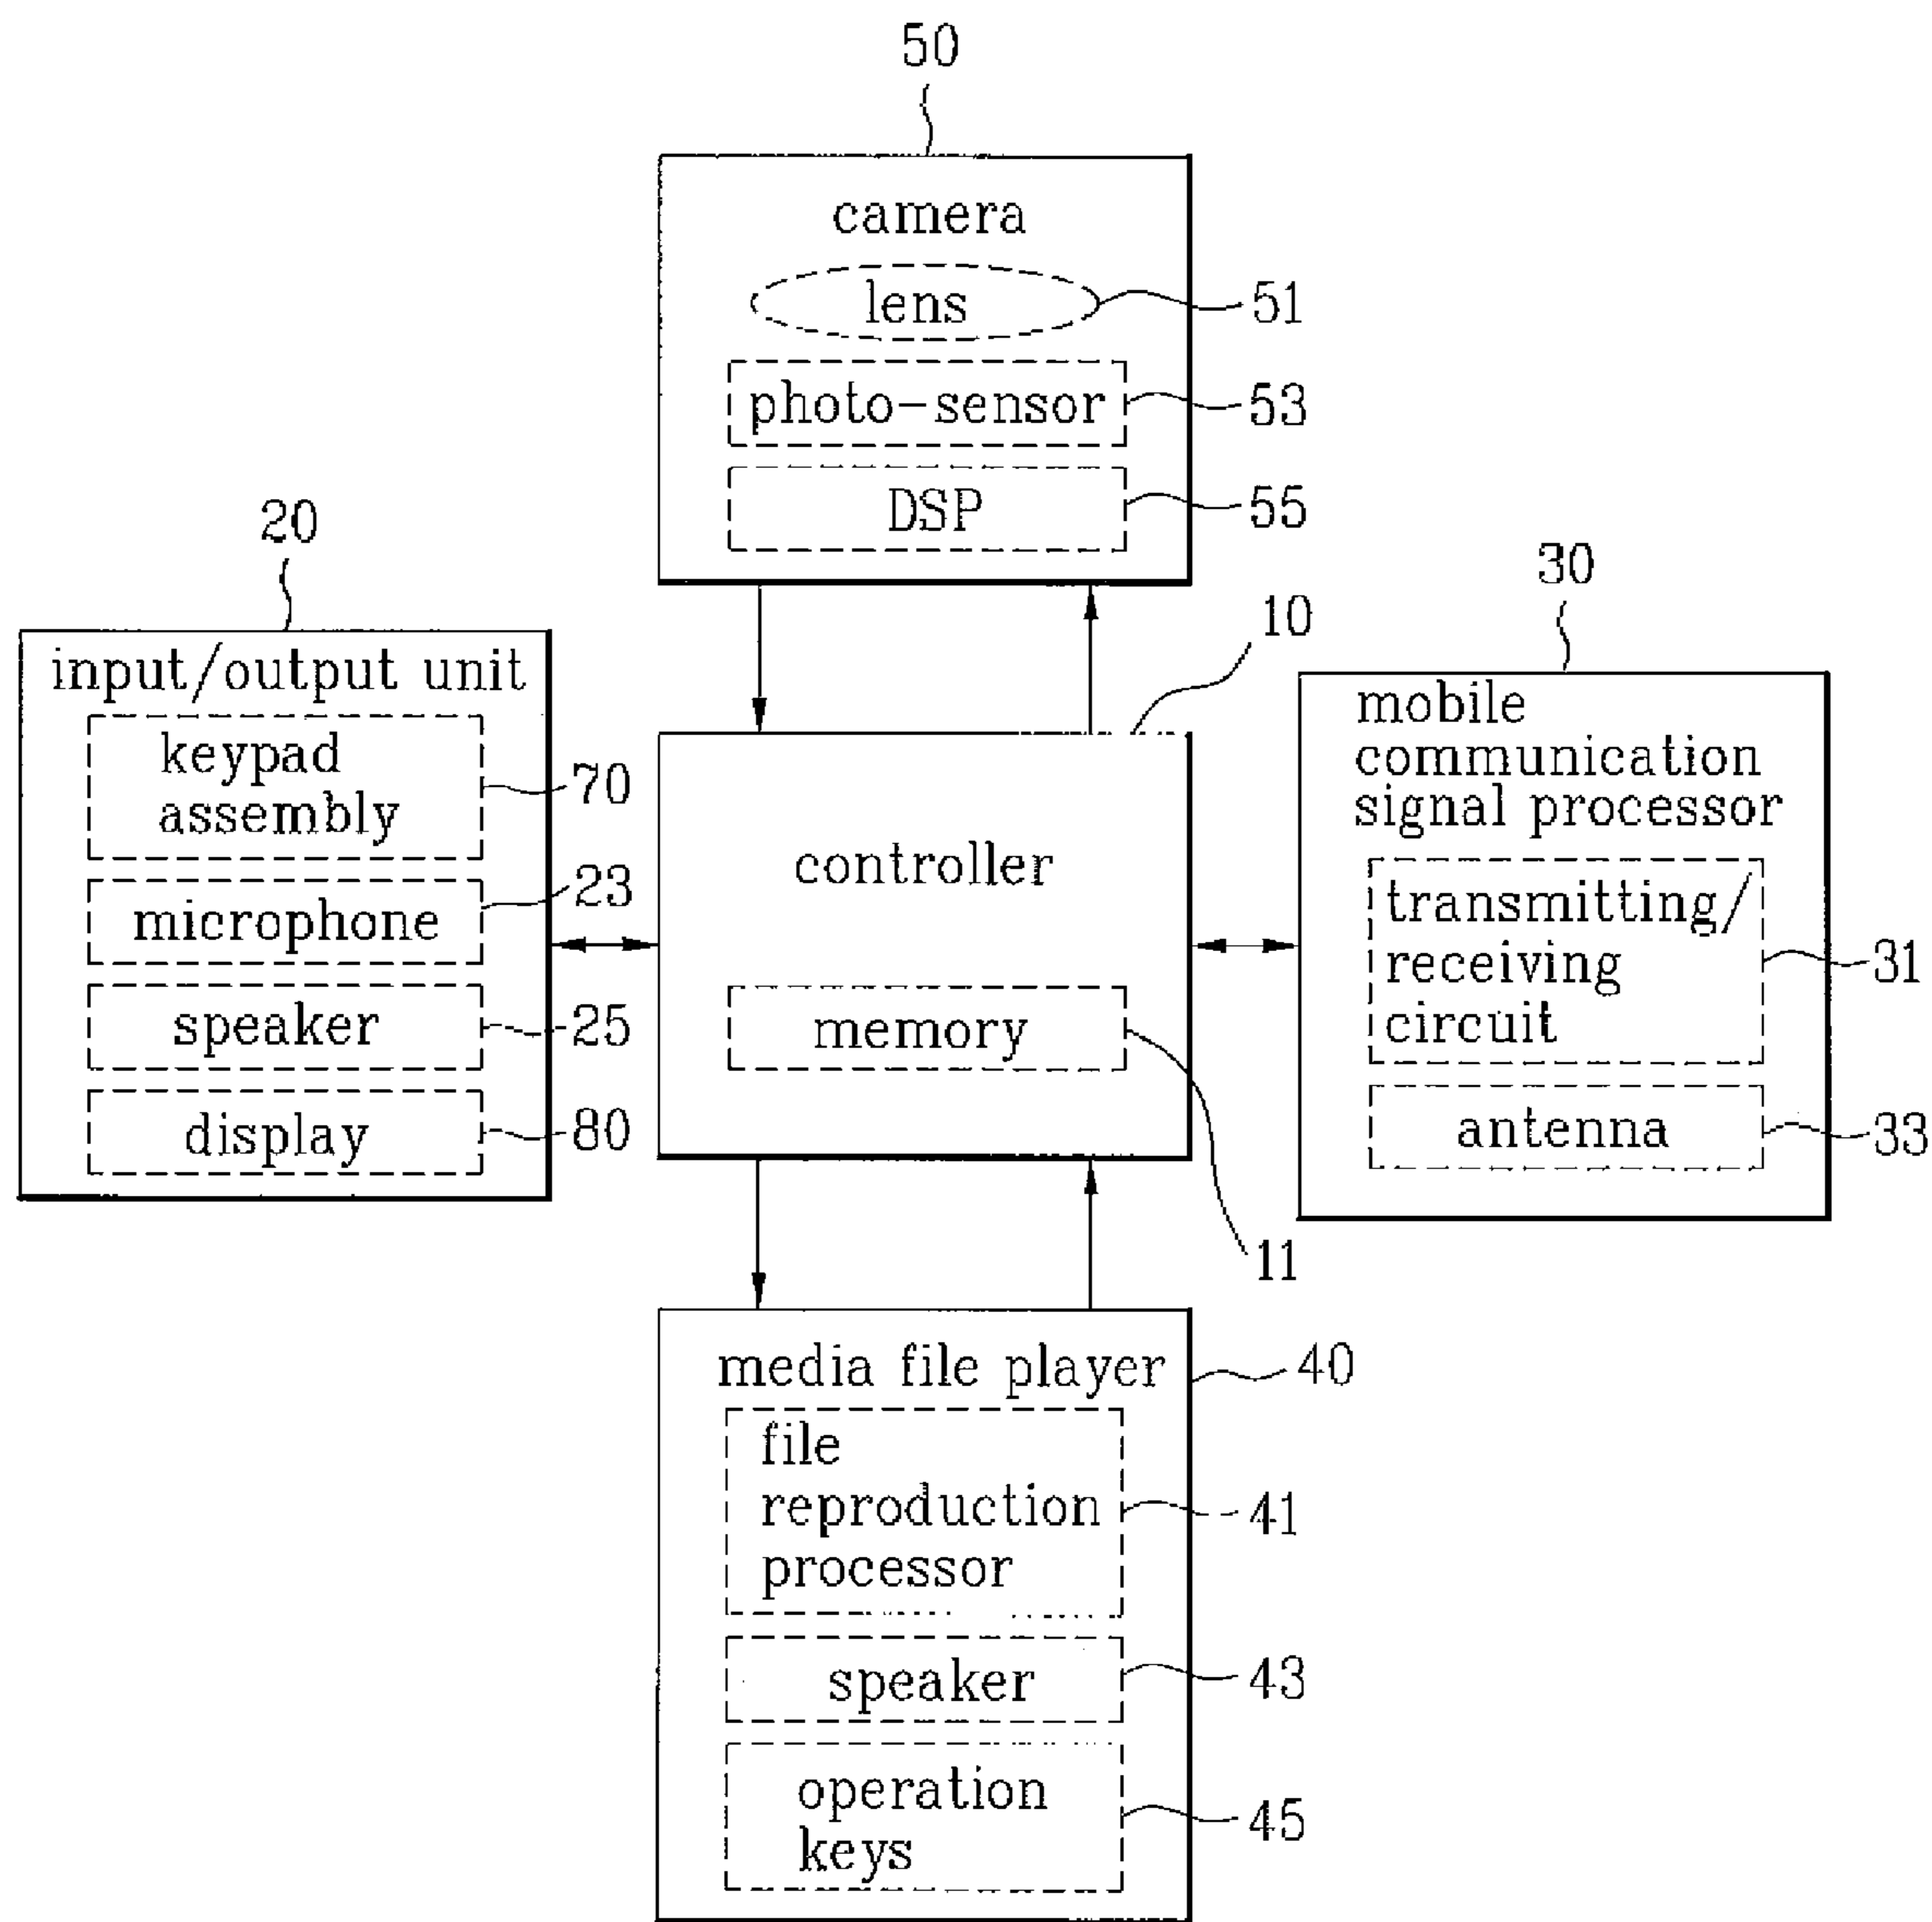 50
camera
lens
51
photo-sensor
53
DSP
55
20
input/output unit
keypad
assembly
70
microphone
23
speaker
25
display
80
10
controller
memory
11
30
mobile
communication
signal processor
transmitting/
receiving
circuit
31
antenna
33
media file player
40
file
reproduction
processor
41
speaker
43
operation
keys
45